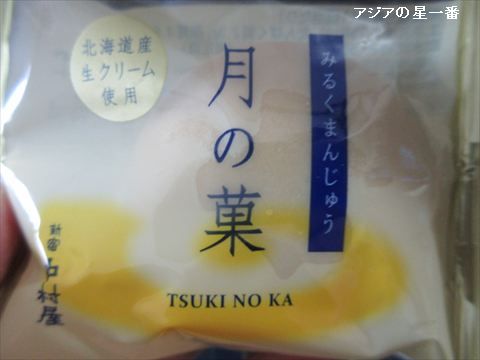 アジアの星一番
北海道産
生クリーム
使用
みるくまんじゅう
月の菓
TSUKI NO KA
新宿
中村屋